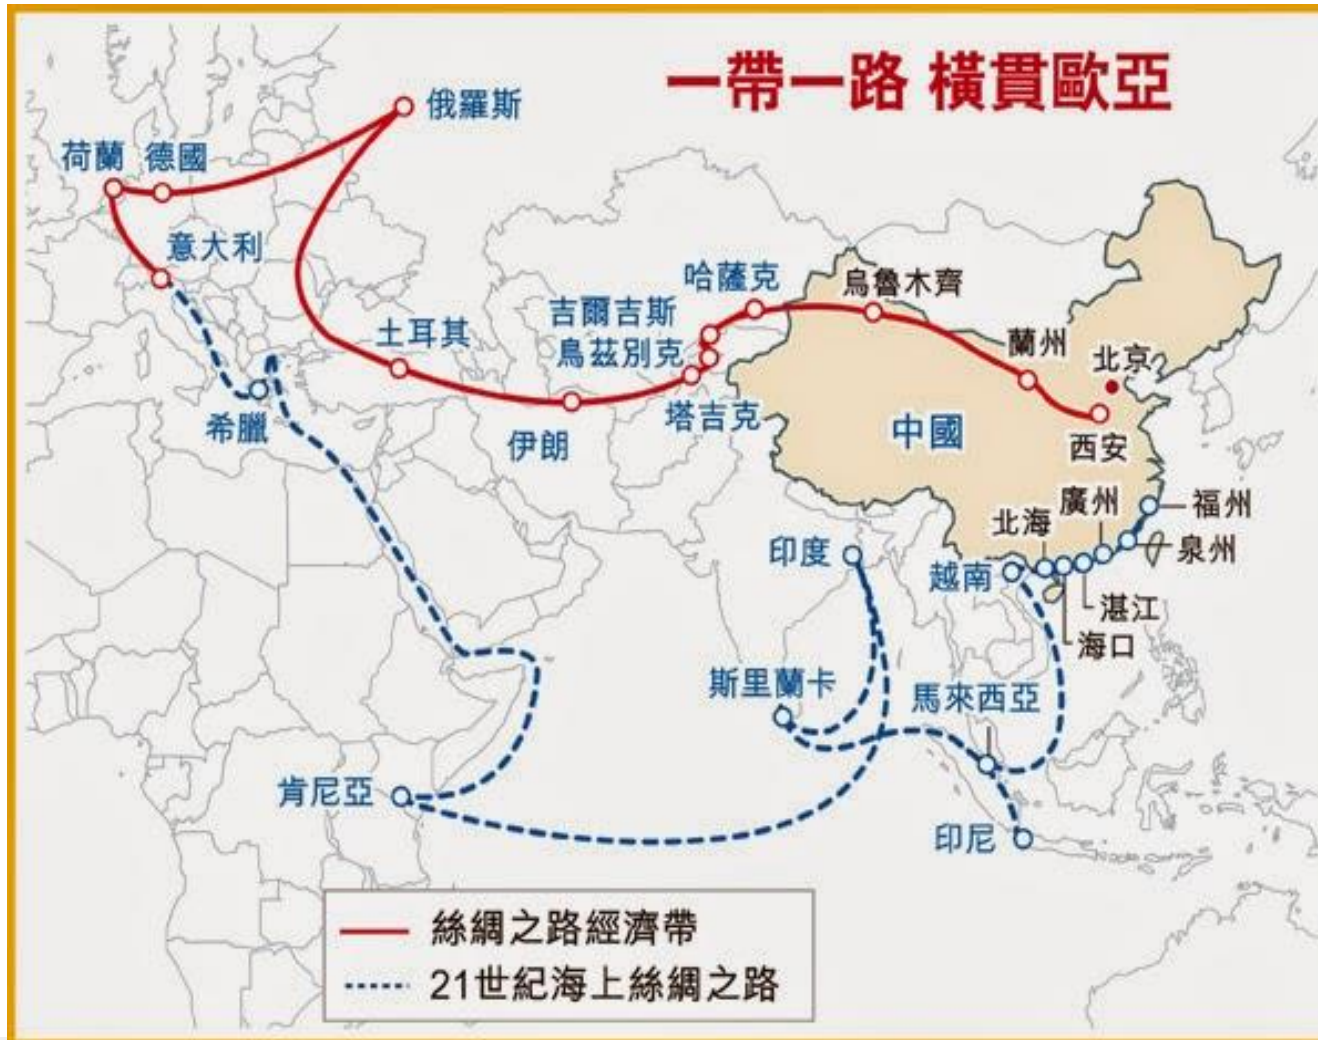 一帶一路 橫貫歐亞
俄羅斯
荷蘭
德國
意大利
哈薩克
烏魯木齊
吉爾吉斯
烏茲別克
土耳其
蘭州
北京
塔吉克
希臘
伊朗
中國
西安
廣州
福州
北海
泉州
印度
越南
湛江
海口
斯里蘭卡
馬來西亞
肯尼亞
印尼
絲綢之路經濟帶
21世紀海上絲綢之路